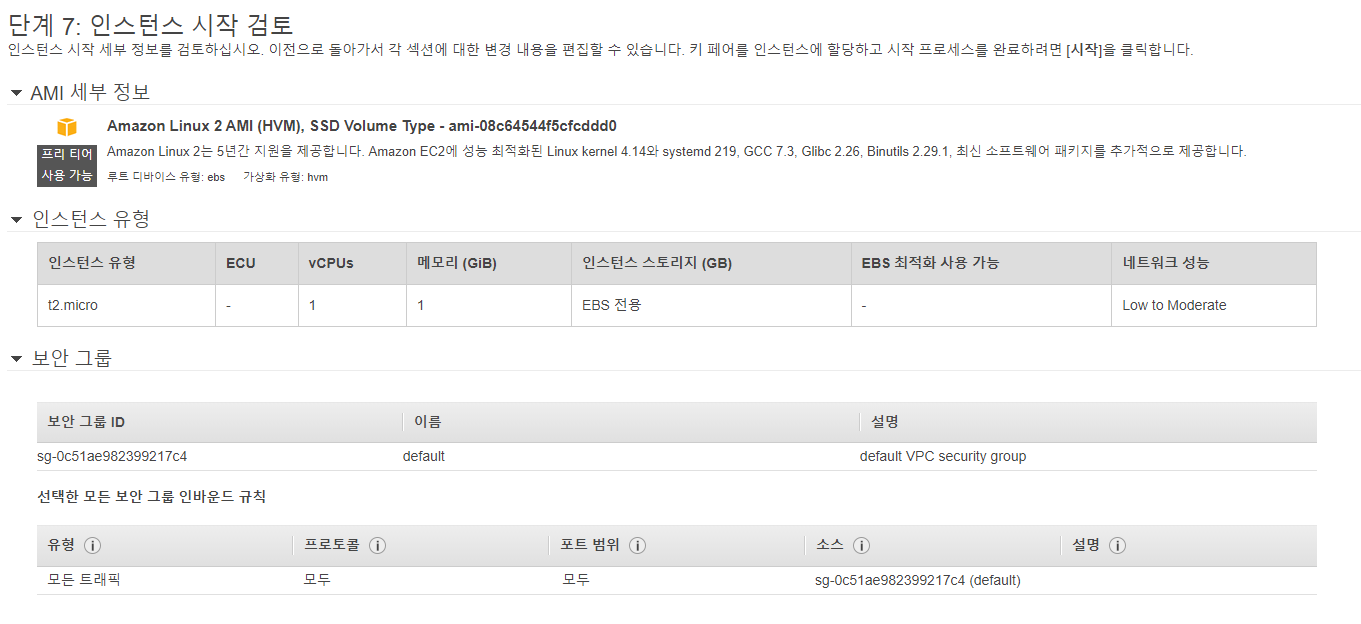 단계 7: 인스턴스 시작 검토
인스턴스 시작 세부 정보를 검토하십시오. 이전으로 돌아가서 각 섹션에 대한 변경 내용을 편집할 수 있습니다. 키 페어를 인스턴스에 할당하고 시작 프로세스를 완료하려면 [시작]을 클릭합니다.
AMI 세부 정보
Amazon Linux 2 AMI (HVM), SSD Volume Type - ami-08c64544f5cfcddd0
프리 티어
사용 가능
Amazon Linux 2는 5년간 지원을 제공합니다. Amazon EC2에 성능 최적화된 Linux kernel 4.14와 systemd 219, GCC 7.3, Glibc 2.26, Binutils 2.29.1, 최신 소프트웨어 패키지를 추가적으로 제공합니다.
루트 디바이스 유형: ebs 가상화 유형: hvm
인스턴스 유형
인스턴스 유형 ECU vCPUs 메모리 (GiB) 인스턴스 스토리지 (GB) EBS 최적화 사용 가능 네트워크 성능
t2.micro - 1 1 EBS 전용 - Low to Moderate
보안 그룹
보안 그룹 ID 이름 설명
sg-0c51ae982399217c4 default default VPC security group
선택한 모든 보안 그룹 인바운드 규칙
유형 프로토콜 포트 범위 소스 설명
모든 트래픽 모두 모두 sg-0c51ae982399217c4 (default)